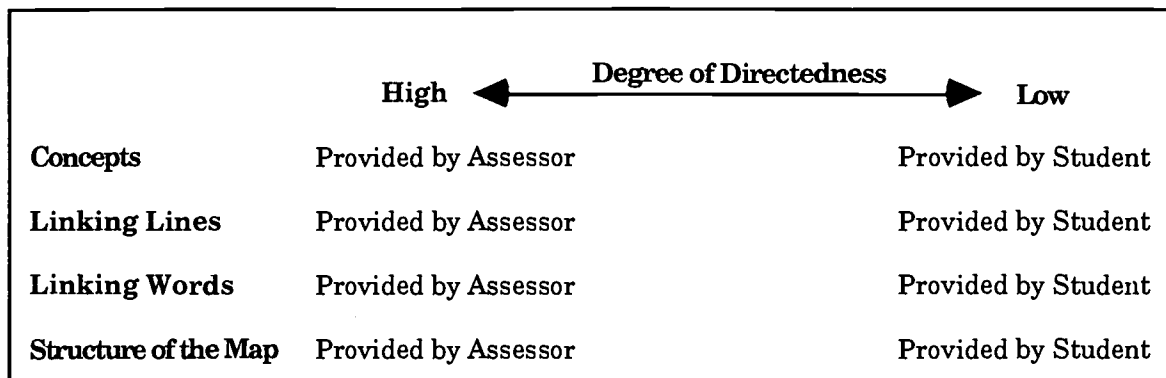 Degree of Directedness
High Low
Concepts Provided by Assessor Provided by Student
Linking Lines Provided by Assessor Provided by Student
Linking Words Provided by Assessor Provided by Student
Structure of the Map Provided by Assessor Provided by Student